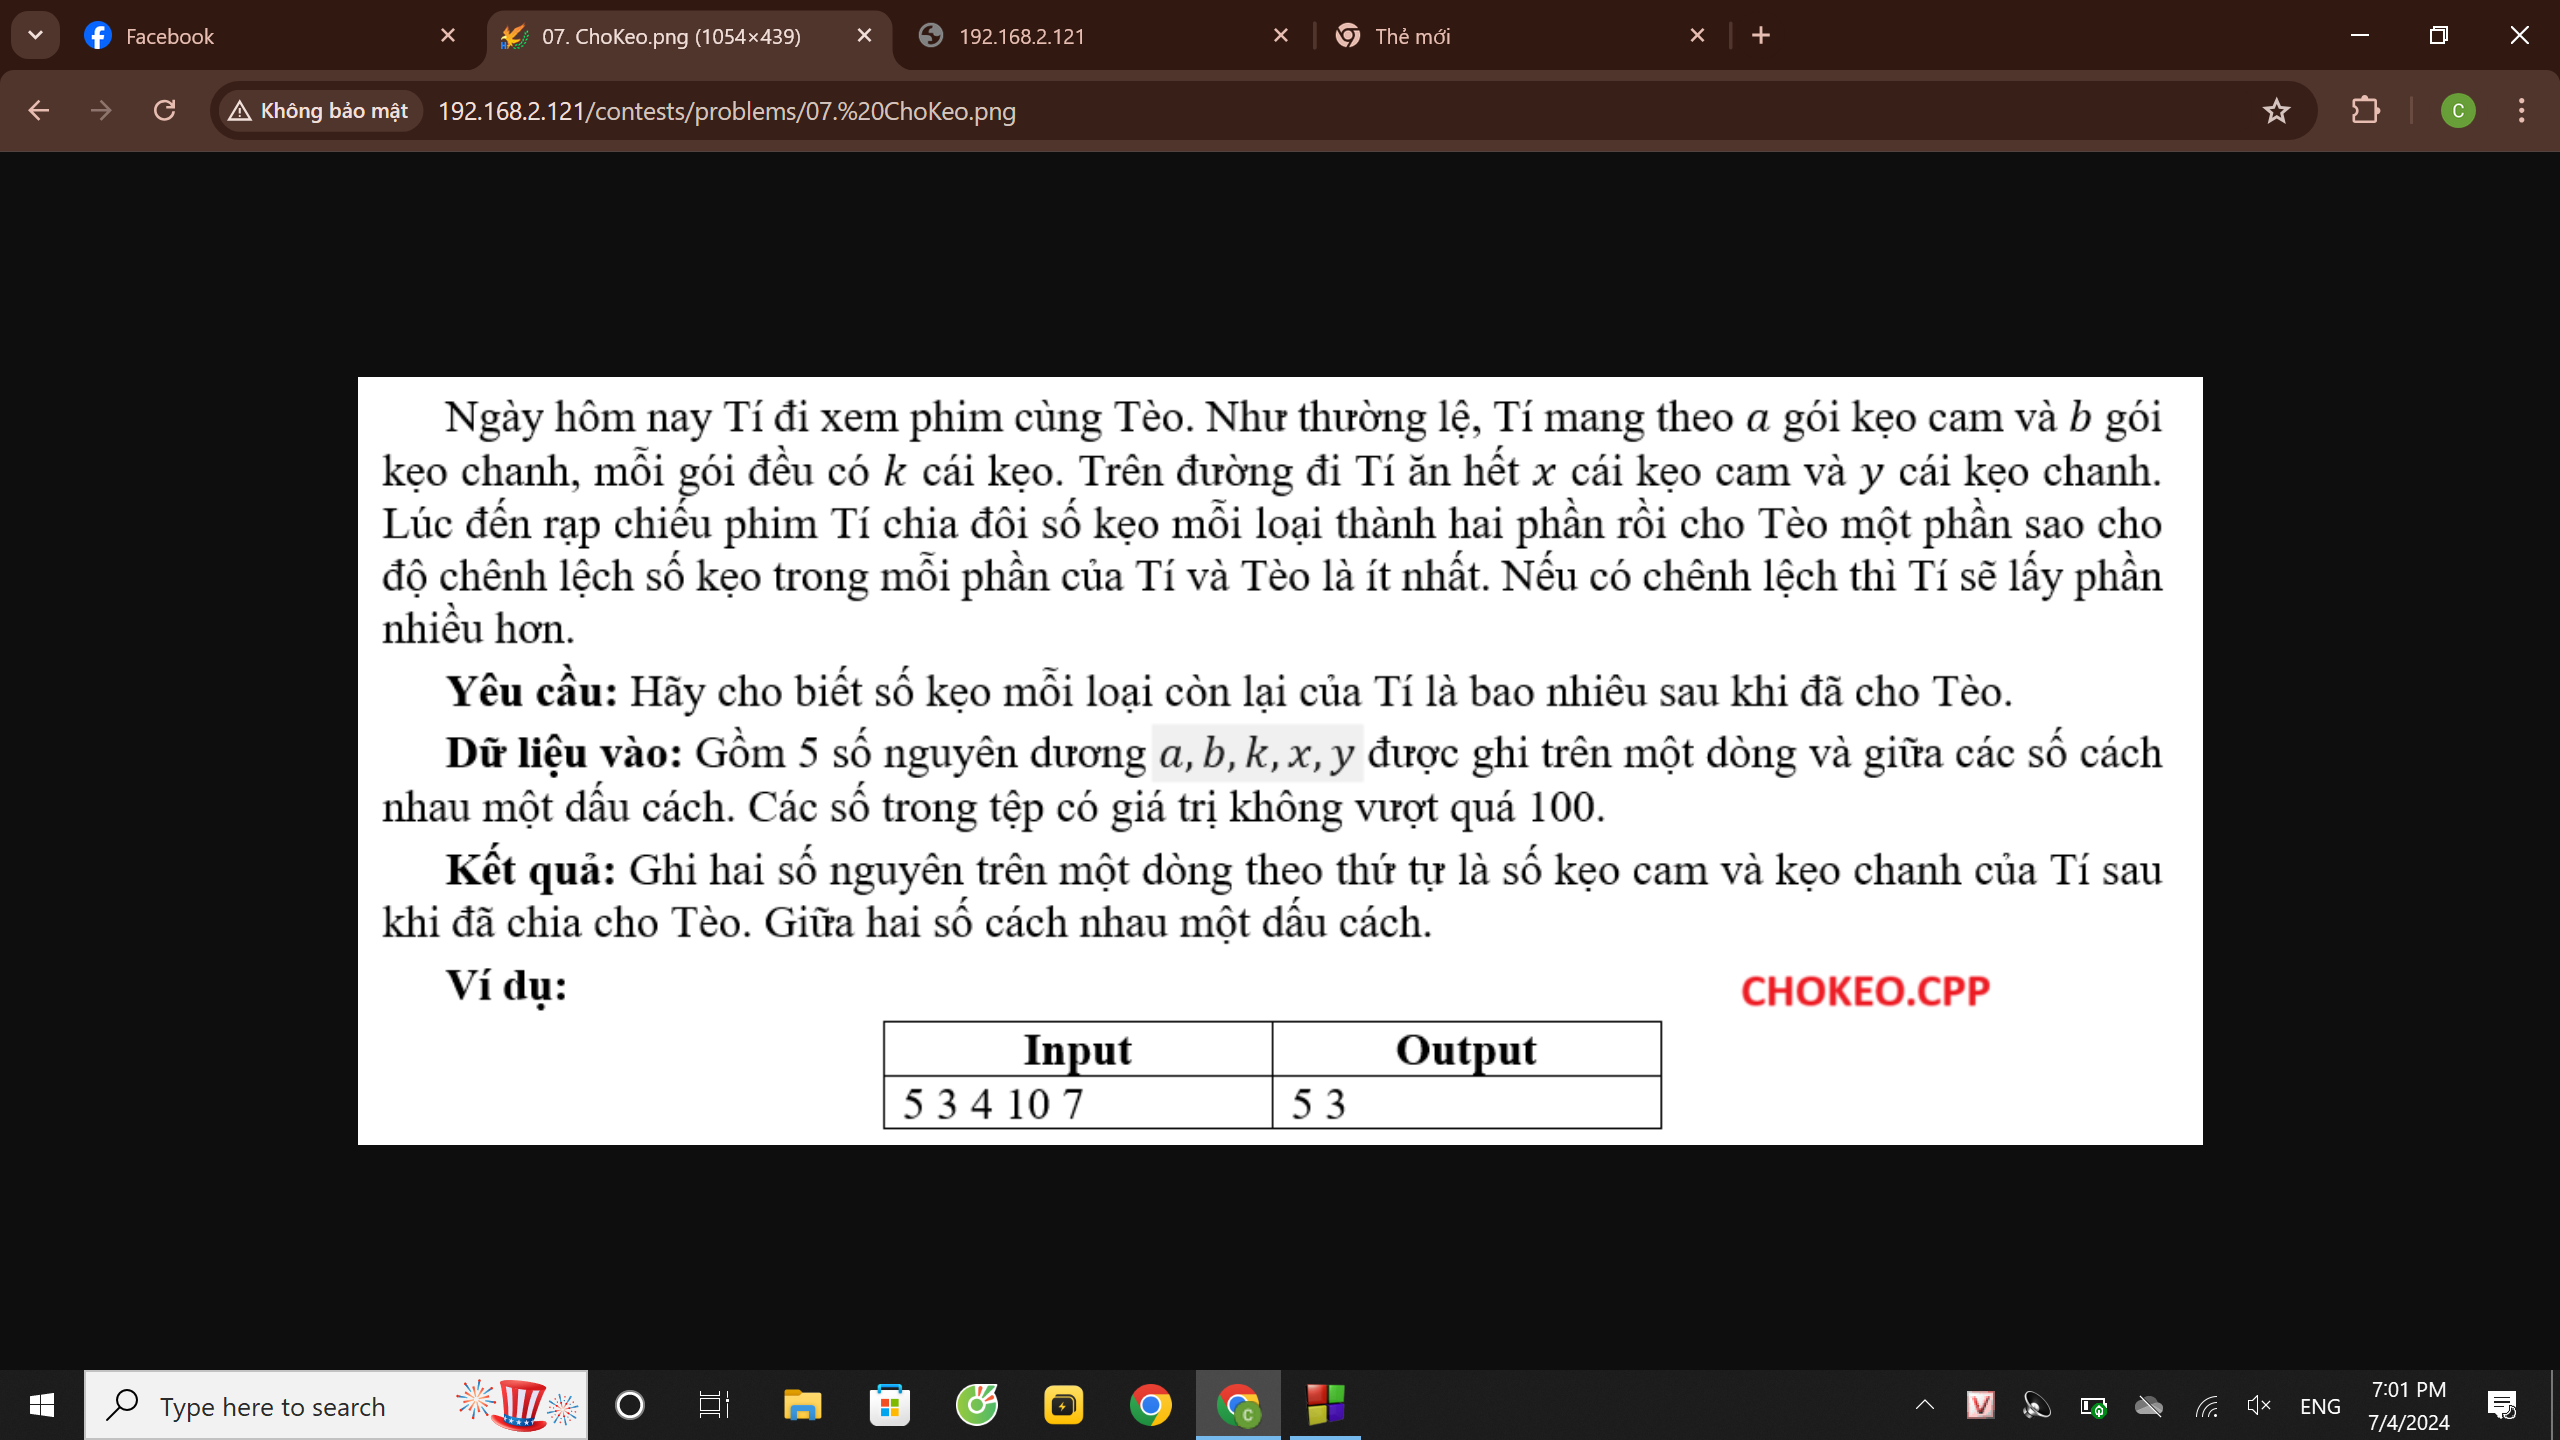 Facebook
07. ChoKeo.png (1054×439)
192.168.2.121
Thẻ mới
Không bảo mật
192.168.2.121/contests/problems/07.%20ChoKeo.png
C
Ngày hôm nay Tí đi xem phim cùng Tèo. Như thường lệ, Tí mang theo a gói kẹo cam và b gói
kẹo chanh, mỗi gói đều có k cái kẹo. Trên đường đi Tí ăn hết x cái kẹo cam và y cái kẹo chanh.
Lúc đến rạp chiếu phim Tí chia đôi số kẹo mỗi loại thành hai phần rồi cho Tèo một phần sao cho
độ chênh lệch số kẹo trong mỗi phần của Tí và Tèo là ít nhất. Nếu có chênh lệch thì Tí sẽ lấy phần
nhiều hơn.
Yêu cầu: Hãy cho biết số kẹo mỗi loại còn lại của Tí là bao nhiêu sau khi đã cho Tèo.
Dữ liệu vào: Gồm 5 số nguyên dương a, b, k, x, y được ghi trên một dòng và giữa các số cách
nhau một dấu cách. Các số trong tệp có giá trị không vượt quá 100.
Kết quả: Ghi hai số nguyên trên một dòng theo thứ tự là số kẹo cam và kẹo chanh của Tí sau
khi đã chia cho Tèo. Giữa hai số cách nhau một dấu cách.
Ví dụ:
CHOKEO.CPP
Input Output
5 3 4 10 7 5 3
Type here to search
ENG
7:01 PM
7/4/2024